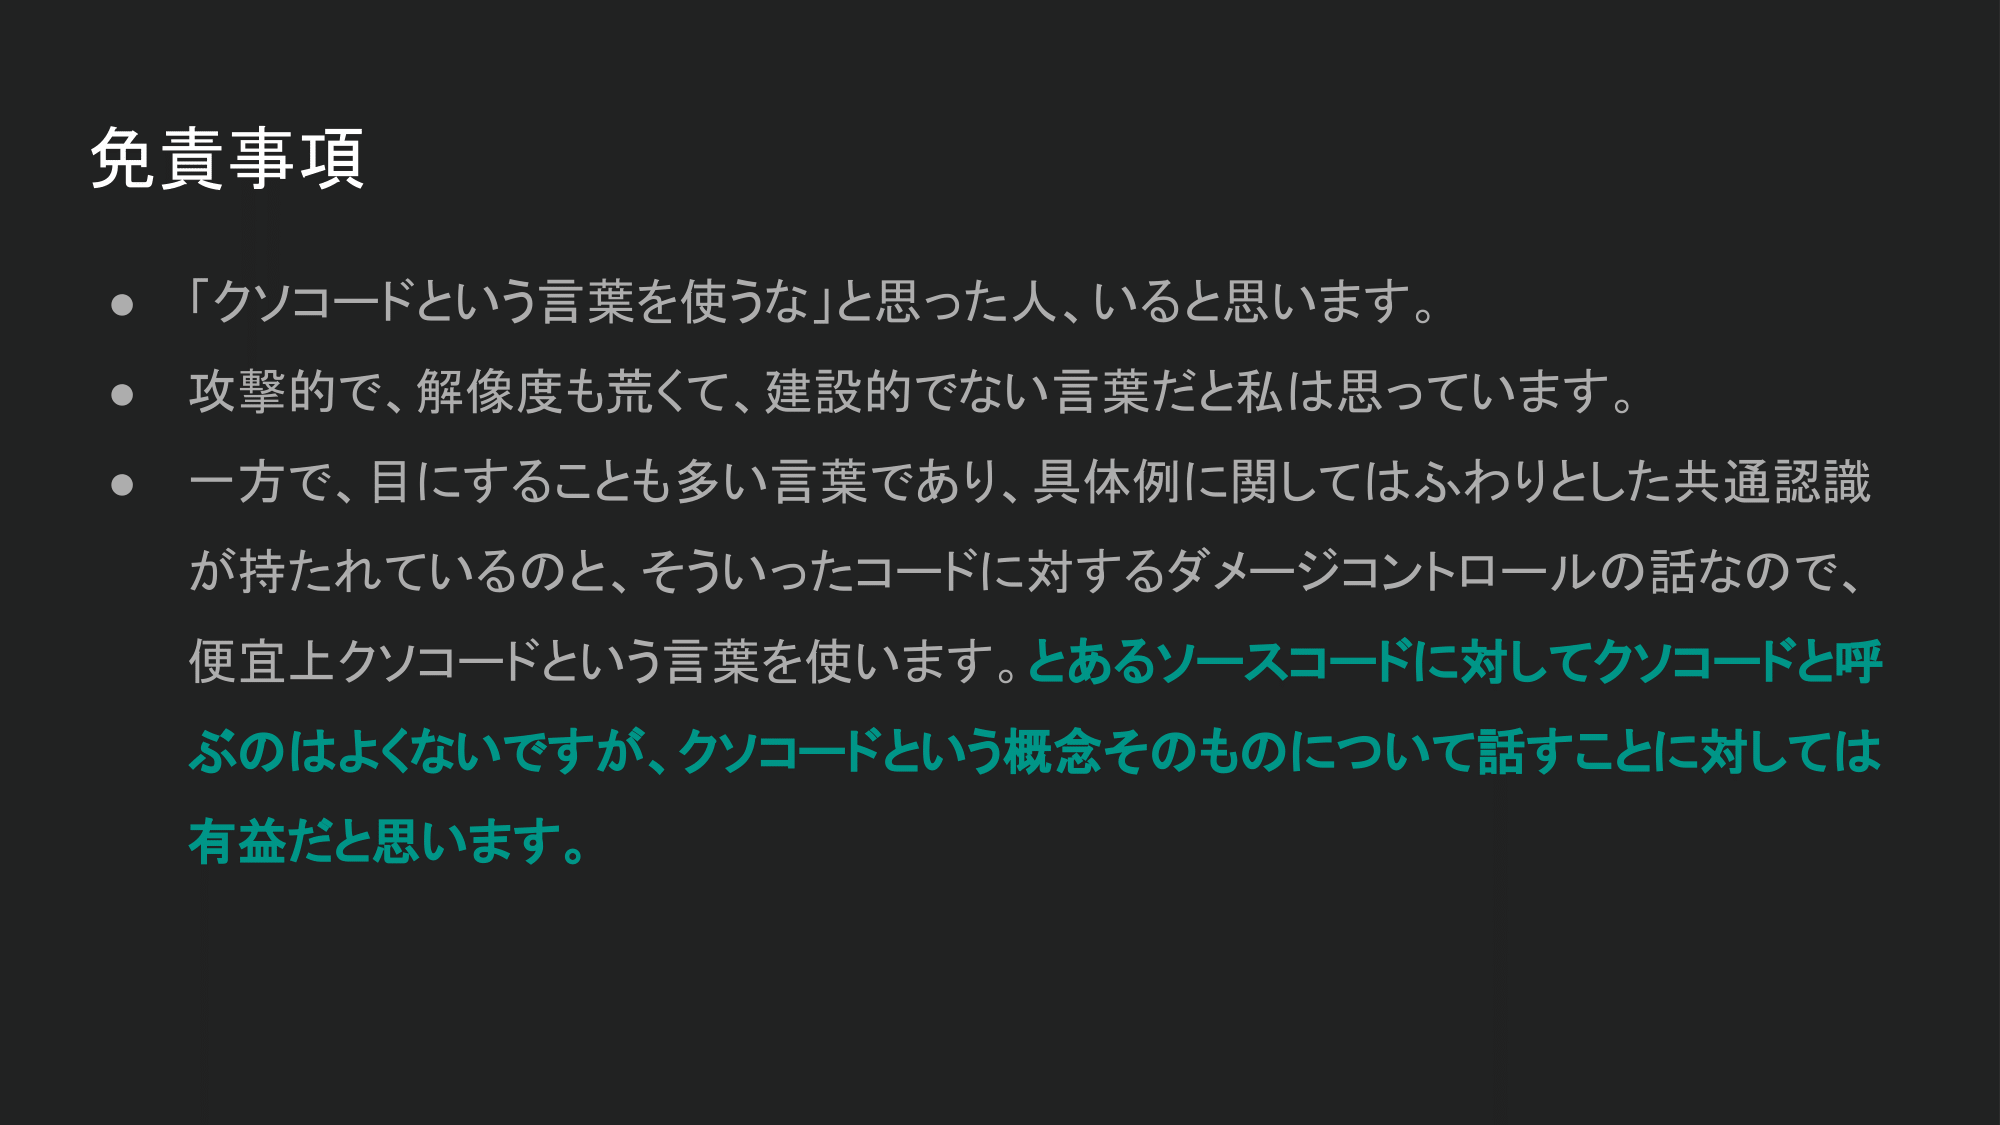 免責事項
● 「クソコードという言葉を使うな」と思った人、いると思います。
● 攻撃的で、解像度も荒くて、建設的でない言葉だと私は思っています。
● 一方で、目にすることも多い言葉であり、具体例に関してはふわりとした共通認識
が持たれているのと、そういったコードに対するダメージコントロールの話なので、
便宜上クソコードという言葉を使います。とあるソースコードに対してクソコードと呼
ぶのはよくないですが、クソコードという概念そのものについて話すことに対しては
有益だと思います。